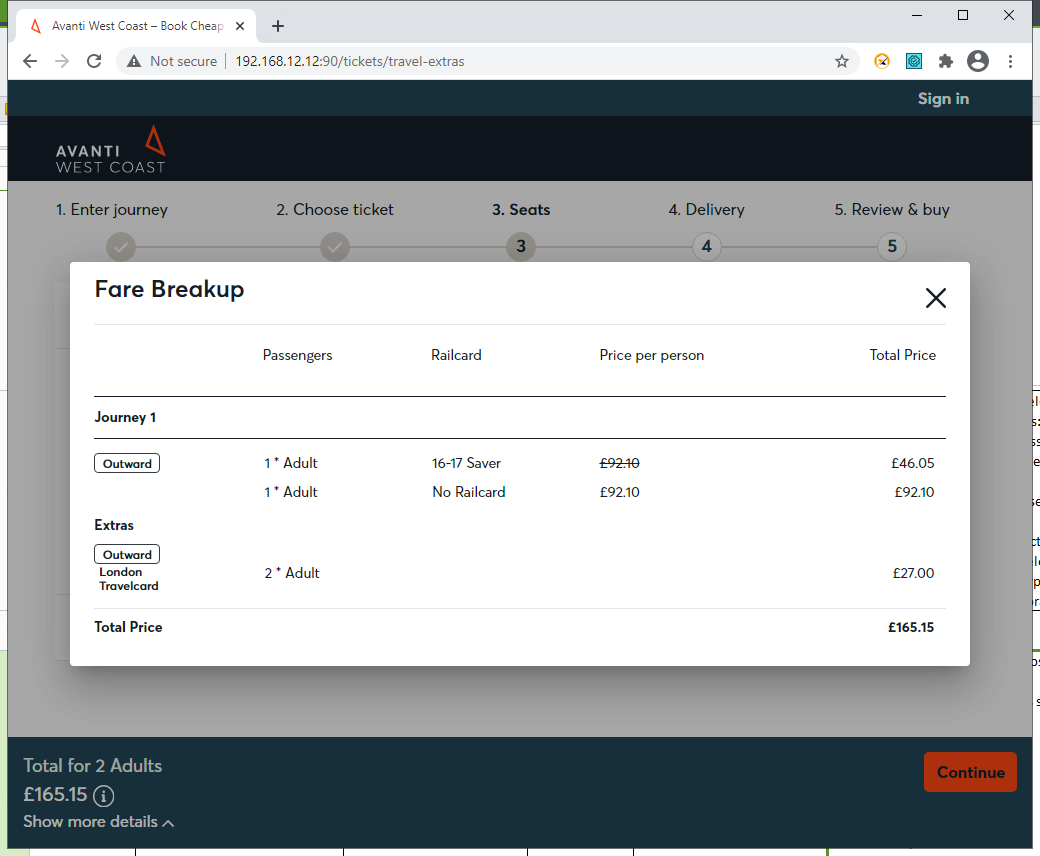 Avanti West Coast – Book Cheap
Not secure 192.168.12.12:90/tickets/travel-extras
Sign in
AVANTI
WEST COAST
1. Enter journey 2. Choose ticket 3. Seats 4. Delivery 5. Review & buy
3 4 5
Fare Breakup
Passengers Railcard Price per person Total Price
Journey 1
Outward 1 * Adult 16-17 Saver £92.10 £46.05
1 * Adult No Railcard £92.10 £92.10
Extras
Outward
London
Travelcard
2 * Adult £27.00
Total Price £165.15
Total for 2 Adults
£165.15
Show more details
Continue